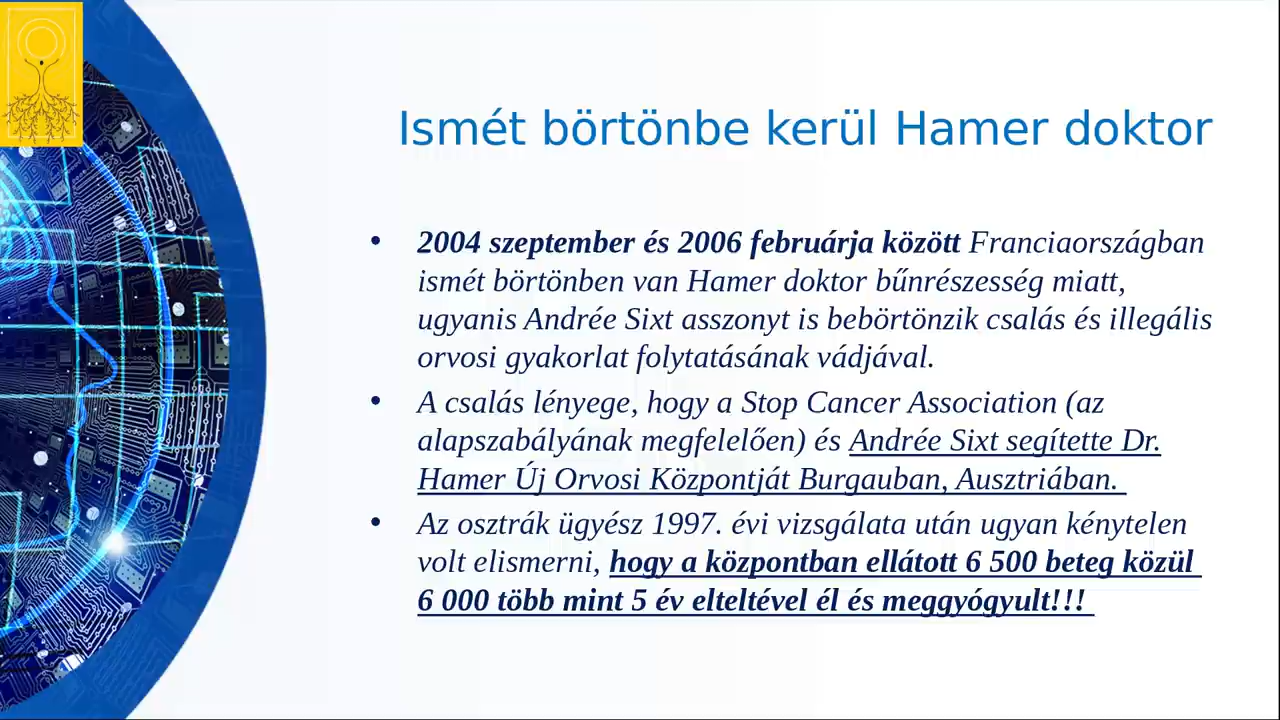 Ismét börtönbe kerül Hamer doktor
• 2004 szeptember és 2006 februárja között Franciaországban
ismét börtönben van Hamer doktor bűnrészesség miatt,
ugyanis Andrée Sixt asszonyt is bebörtönzik csalás és illegális
orvosi gyakorlat folytatásának vádjával.
• A csalás lényege, hogy a Stop Cancer Association (az
alapszabályának megfelelően) és Andrée Sixt segítette Dr.
Hamer Új Orvosi Központját Burgauban, Ausztriában.
• Az osztrák ügyész 1997. évi vizsgálata után ugyan kénytelen
volt elismerni, hogy a központban ellátott 6 500 beteg közül
6 000 több mint 5 év elteltével él és meggyógyult!!!